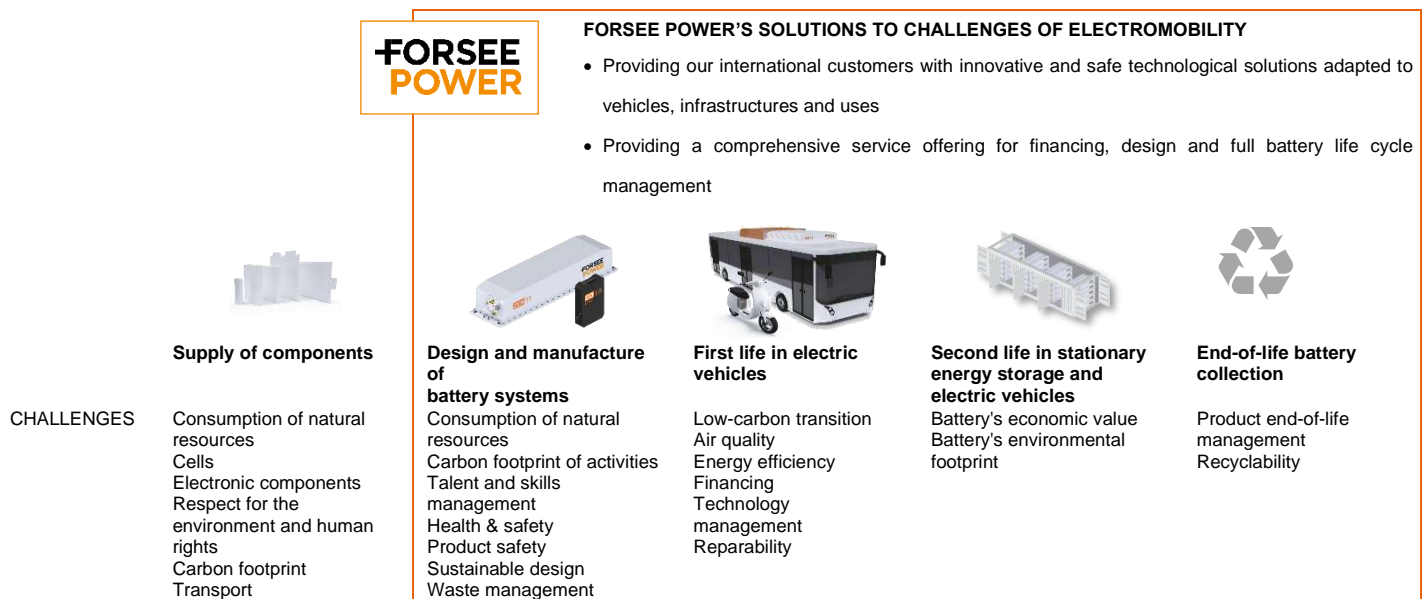 FORSEE
POWER
FORSEE POWER'S SOLUTIONS TO CHALLENGES OF ELECTROMOBILITY
• Providing our international customers with innovative and safe technological solutions adapted to
vehicles, infrastructures and uses
• Providing a comprehensive service offering for financing, design and full battery life cycle
management
FORSEE
POWER
Supply of components
Design and manufacture
of
battery systems
First life in electric
vehicles
Second life in stationary
energy storage and
electric vehicles
End-of-life battery
collection
CHALLENGES
Consumption of natural
resources
Cells
Electronic components
Respect for the
environment and human
rights
Carbon footprint
Transport
Consumption of natural
resources
Carbon footprint of activities
Talent and skills
management
Health & safety
Product safety
Sustainable design
Waste management
Low-carbon transition
Air quality
Energy efficiency
Financing
Technology
management
Reparability
Battery's economic value
Battery's environmental
footprint
Product end-of-life
management
Recyclability